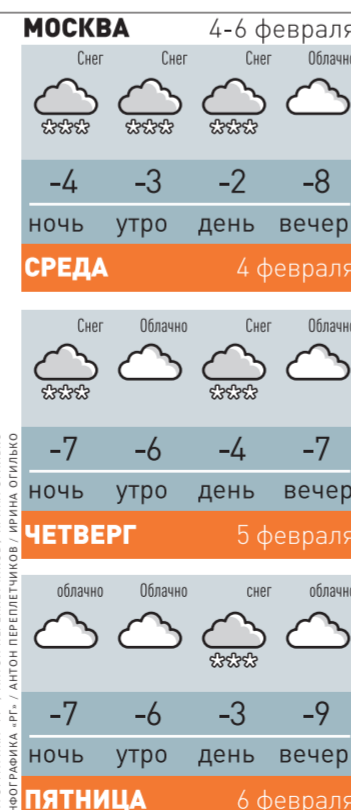 МОСКВА 4-6 февраля
Снег Снег Снег Облачно
-4 -3 -2 -8
ночь утро день вечер
СРЕДА 4 февраля
Снег Облачно Снег Облачно
-7 -6 -4 -7
ночь утро день вечер
ЧЕТВЕРГ 5 февраля
облачно Облачно снег облачно
-7 -6 -3 -9
ночь утро день вечер
ПЯТНИЦА 6 февраля
«РГ» / АНТОН ПЕРЕПЛЕТЧИКОВ / ИРИНА ОГИЛЬКО